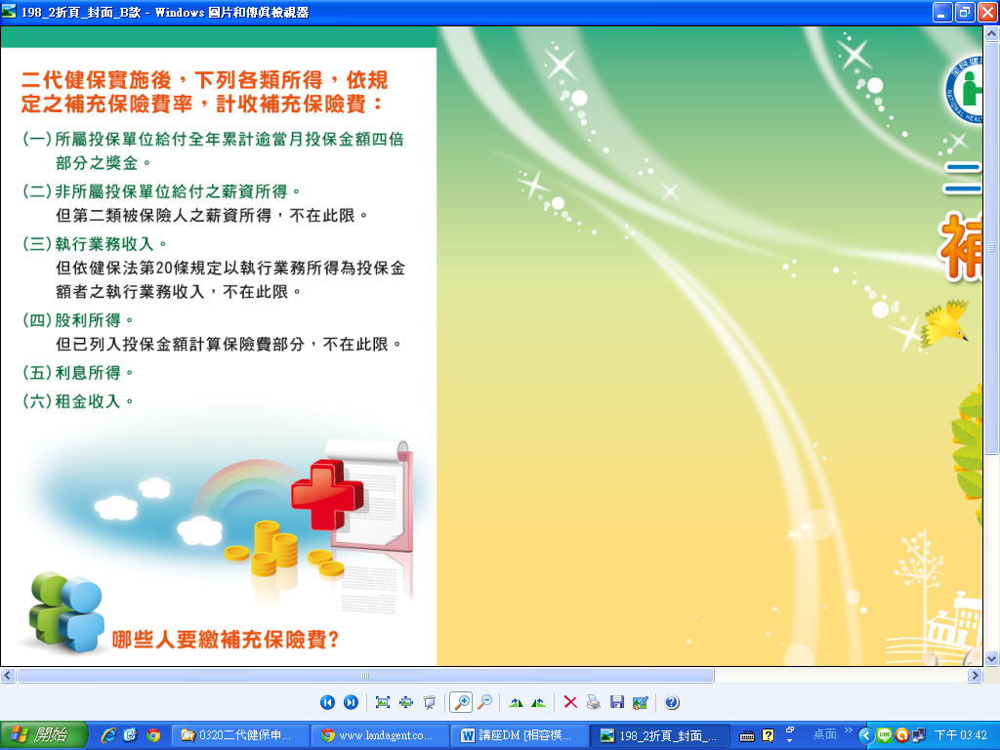 198_2折頁_封面_B款 - Windows 圖片和傳真檢視器
二代健保實施後，下列各類所得，依規
定之補充保險費率，計收補充保險費：
(一)所屬投保單位給付全年累計逾當月投保金額四倍
部分之獎金。
(二)非所屬投保單位給付之薪資所得。
但第二類被保險人之薪資所得，不在此限。
(三)執行業務收入。
但依健保法第20條規定以執行業務所得為投保金
額者之執行業務收入，不在此限。
(四)股利所得。
但已列入投保金額計算保險費部分，不在此限。
(五)利息所得。
(六)租金收入。
哪些人要繳補充保險費?
全民健
NATIONAL HEAL
二
補
開始
0320二代健保申...
www.landagent.co...
講座DM [相容模...
198_2折頁_封面_...
桌面
LINE
下午 03:42